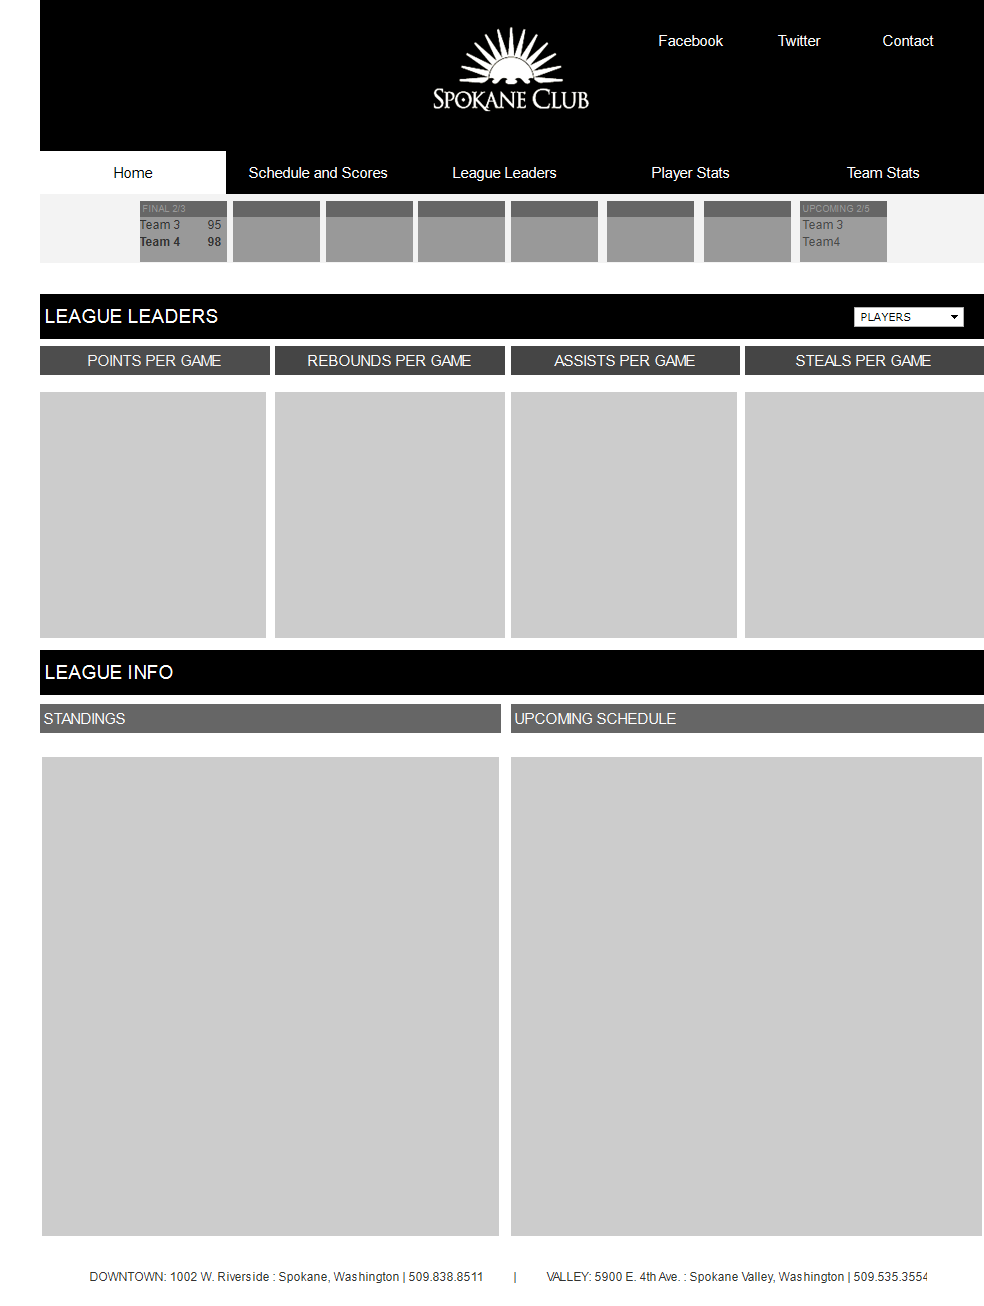 Facebook Twitter Contact
SPOKANE CLUB
Home Schedule and Scores League Leaders Player Stats Team Stats
FINAL 2/3
Team 3 95
Team 4 98
UPCOMING 2/5
Team 3
Team4
LEAGUE LEADERS PLAYERS
POINTS PER GAME REBOUNDS PER GAME ASSISTS PER GAME STEALS PER GAME
LEAGUE INFO
STANDINGS UPCOMING SCHEDULE
DOWNTOWN: 1002 W. Riverside : Spokane, Washington | 509.838.8511 | VALLEY: 5900 E. 4th Ave. : Spokane Valley, Washington | 509.535.3554